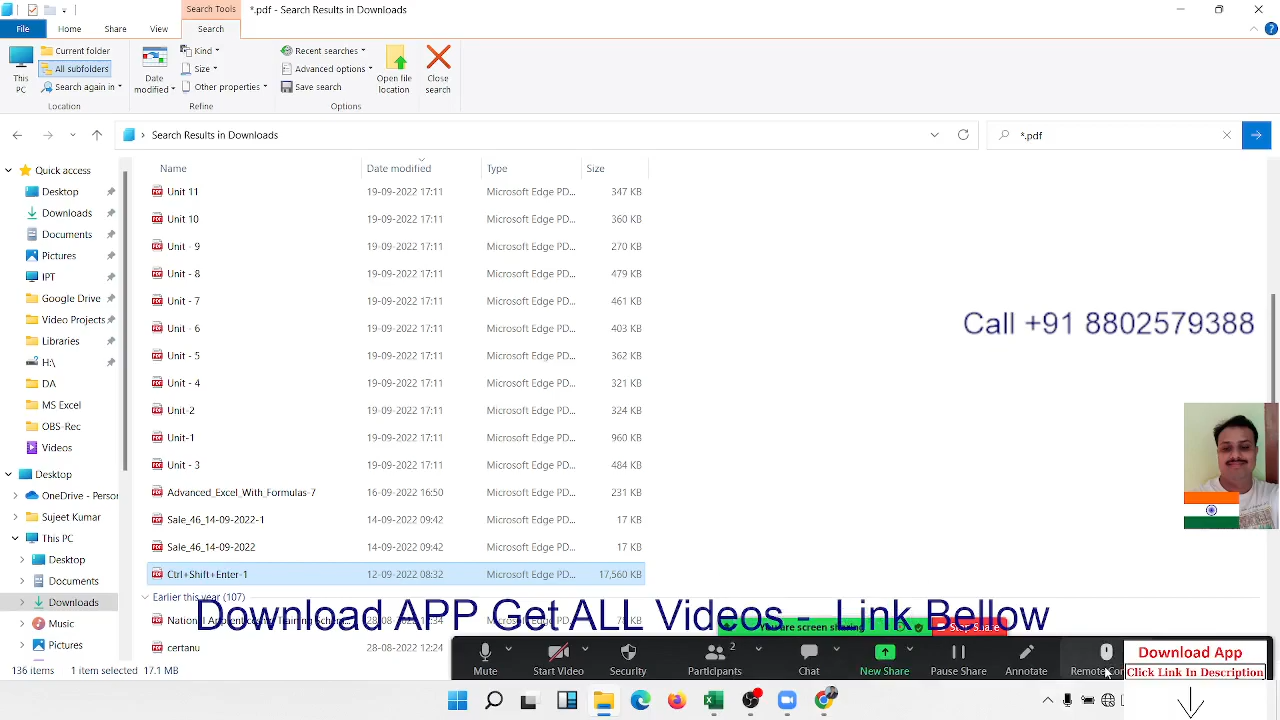 Search Tools *.pdf - Search Results in Downloads
File Home Share View Search
This PC
Current folder
All subfolders
Search again in
Location
Date modified
Kind
Size
Other properties
Refine
Recent searches
Advanced options
Save search
Open file location
Close search
Options
Search Results in Downloads
*.pdf
Name Date modified Type Size
Quick access
Desktop
Downloads
Documents
Pictures
IPT
Google Drive
Video Projects
Libraries
H:\
DA
MS Excel
OBS-Rec
Videos
Desktop
OneDrive - Perso
Sujeet Kumar
This PC
Desktop
Documents
Downloads
Music
Pictures
Unit 11 19-09-2022 17:11 Microsoft Edge PD... 347 KB
Unit 10 19-09-2022 17:11 Microsoft Edge PD... 360 KB
Unit - 9 19-09-2022 17:11 Microsoft Edge PD... 270 KB
Unit - 8 19-09-2022 17:11 Microsoft Edge PD... 479 KB
Unit - 7 19-09-2022 17:11 Microsoft Edge PD... 461 KB
Unit - 6 19-09-2022 17:11 Microsoft Edge PD... 403 KB
Unit - 5 19-09-2022 17:11 Microsoft Edge PD... 362 KB
Unit - 4 19-09-2022 17:11 Microsoft Edge PD... 321 KB
Unit-2 19-09-2022 17:11 Microsoft Edge PD... 324 KB
Unit-1 19-09-2022 17:11 Microsoft Edge PD... 960 KB
Unit - 3 19-09-2022 17:11 Microsoft Edge PD... 484 KB
Advanced_Excel_With_Formulas-7 16-09-2022 16:50 Microsoft Edge PD... 231 KB
Sale_46_14-09-2022-1 14-09-2022 09:42 Microsoft Edge PD... 17 KB
Sale_46_14-09-2022 14-09-2022 09:42 Microsoft Edge PD... 17 KB
Ctrl+Shift+Enter-1 12-09-2022 08:32 Microsoft Edge PD... 17,560 KB
Earlier this year (107)
certanu 28-08-2022 12:24
Call +91 8802579388
Download APP Get ALL Videos - Link Bellow
You are screen sharing Stop Share
Mute Start Video Security Participants 2 Chat New Share Pause Share Annotate Remote
Download App
Click Link In Description
136 items 1 item selected 17.1 MB